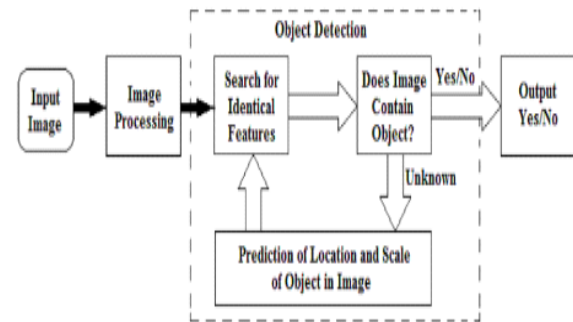 Object Detection
Input
Image
Image
Processing
Search for
Identical
Features
Does Image
Contain
Object?
Yes/No
Output
Yes/No
Unknown
Prediction of Location and Scale
of Object in Image